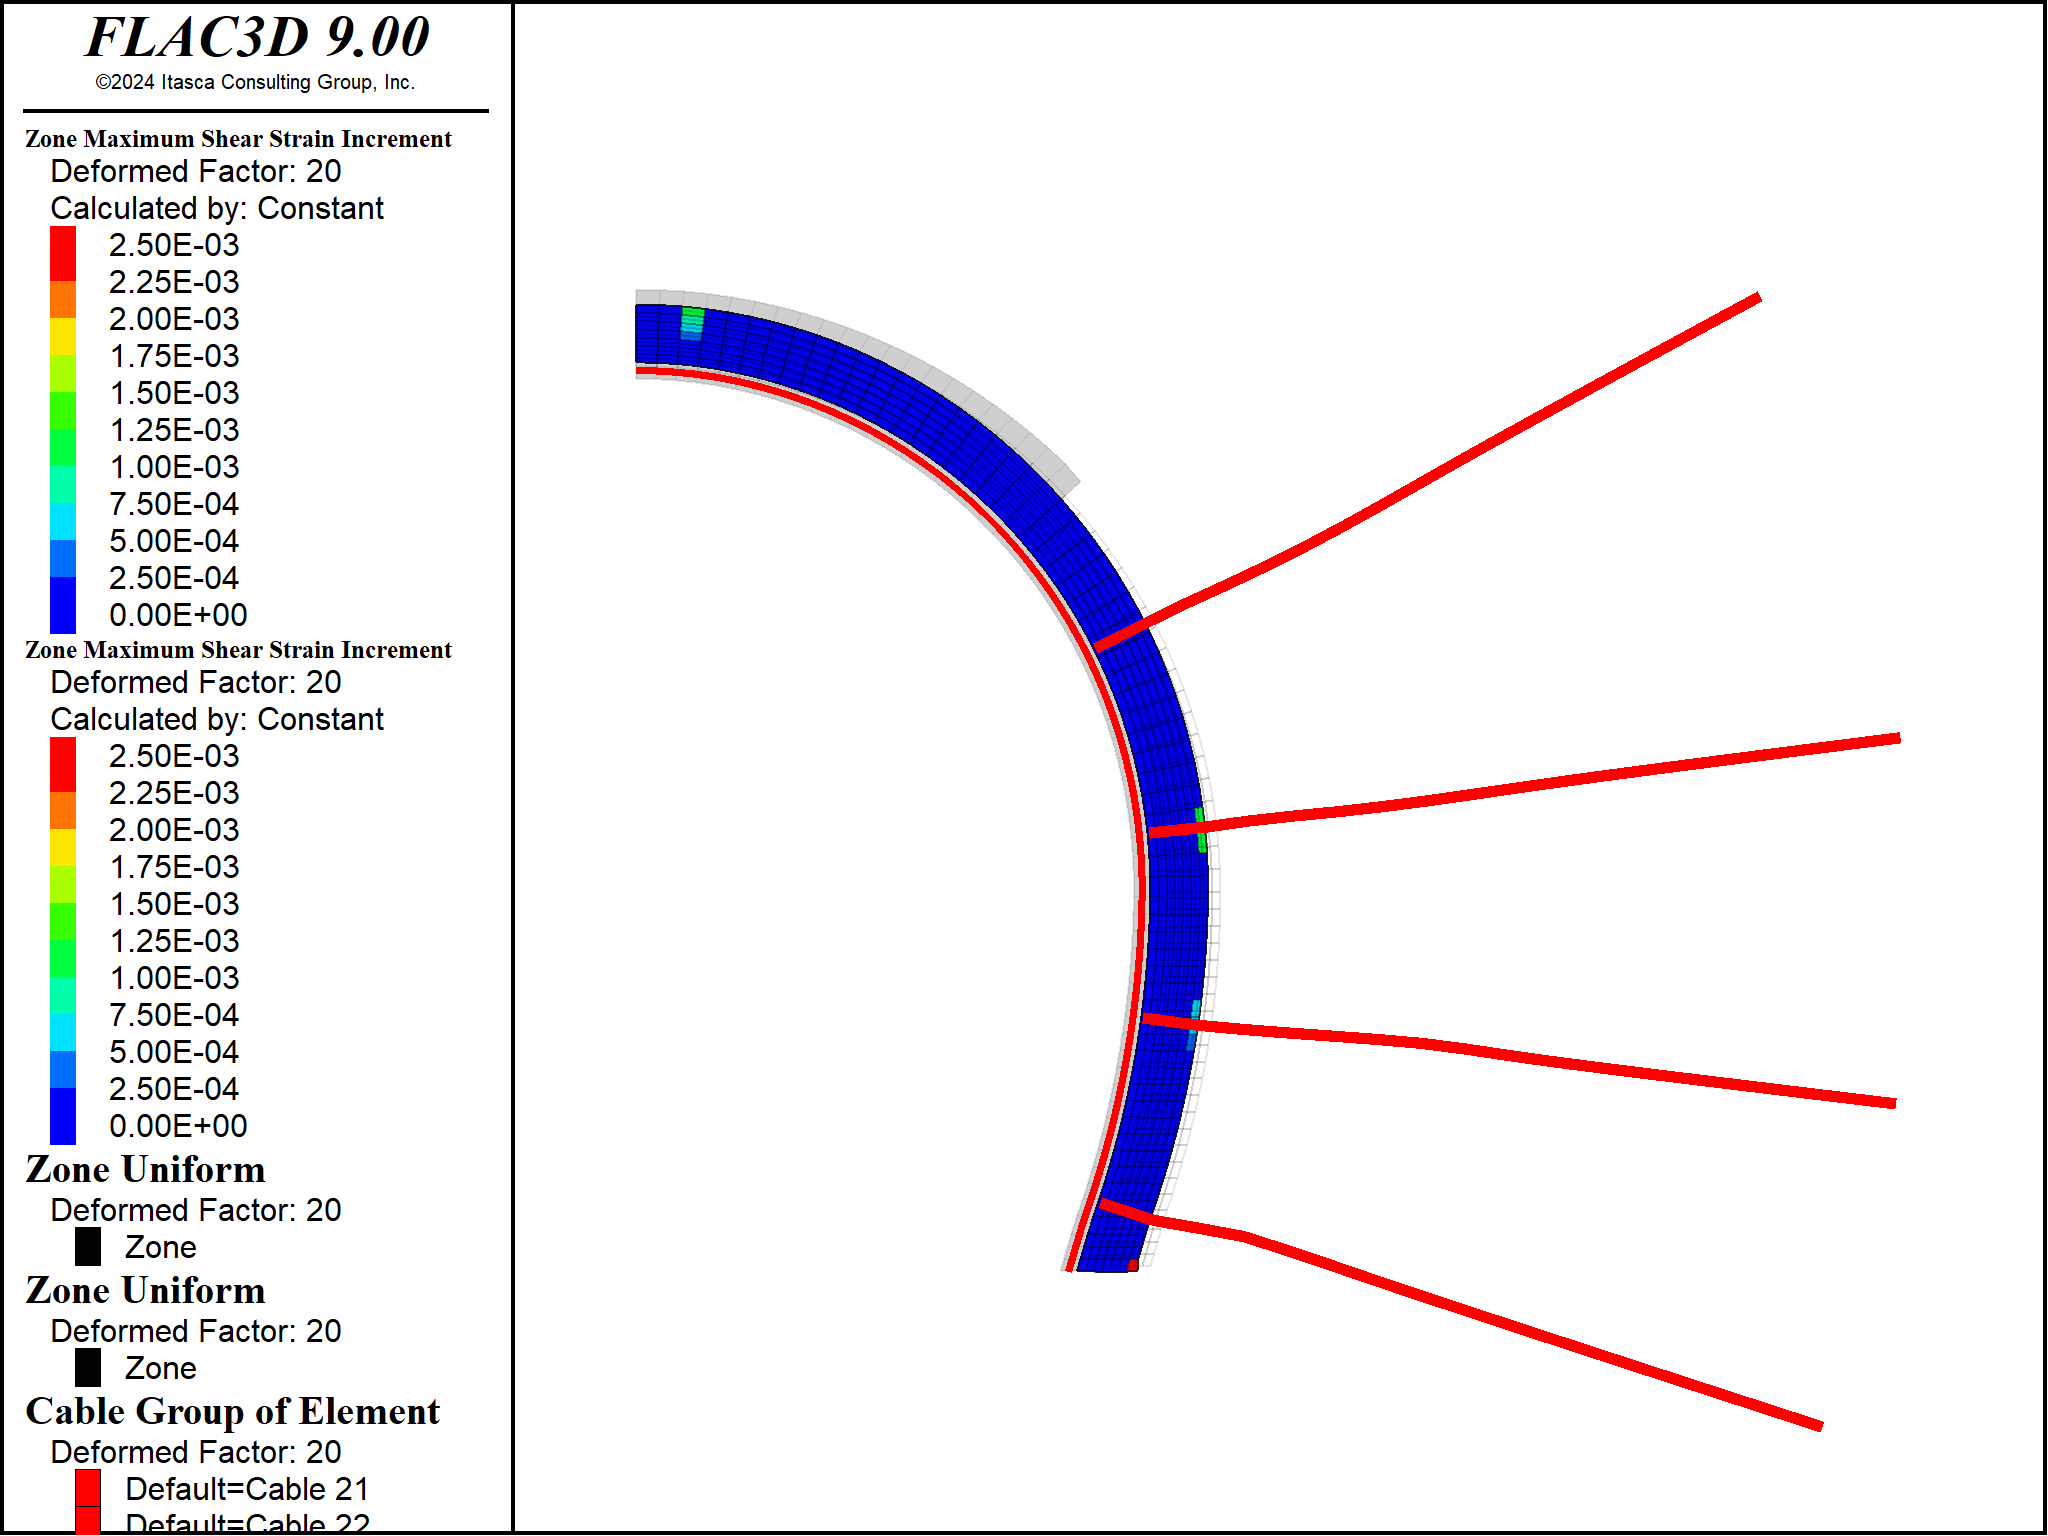 FLAC3D 9.00
©2024 Itasca Consulting Group, Inc.
Zone Maximum Shear Strain Increment
Deformed Factor: 20
Calculated by: Constant
2.50E-03
2.25E-03
2.00E-03
1.75E-03
1.50E-03
1.25E-03
1.00E-03
7.50E-04
5.00E-04
2.50E-04
0.00E+00
Zone Maximum Shear Strain Increment
Deformed Factor: 20
Calculated by: Constant
2.50E-03
2.25E-03
2.00E-03
1.75E-03
1.50E-03
1.25E-03
1.00E-03
7.50E-04
5.00E-04
2.50E-04
0.00E+00
Zone Uniform
Deformed Factor: 20
Zone
Zone Uniform
Deformed Factor: 20
Zone
Cable Group of Element
Deformed Factor: 20
Default=Cable 21
Default=Cable 22